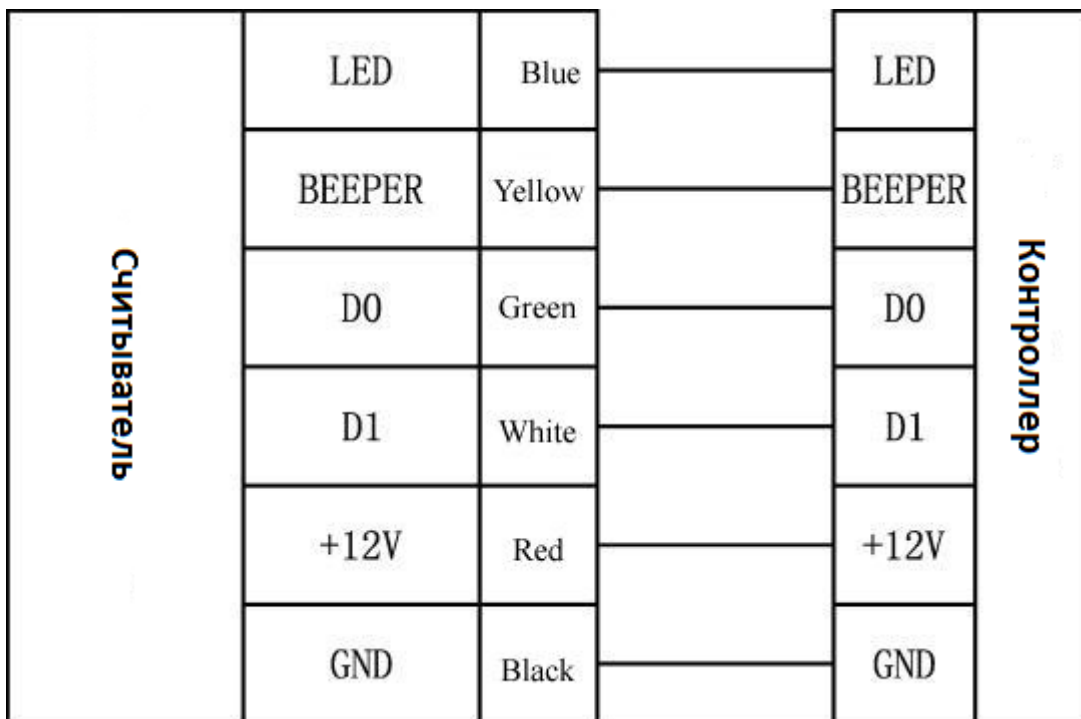 Считыватель
LED Blue LED
BEEPER Yellow BEEPER
D0 Green D0
D1 White D1
+12V Red +12V
GND Black GND
Контроллер